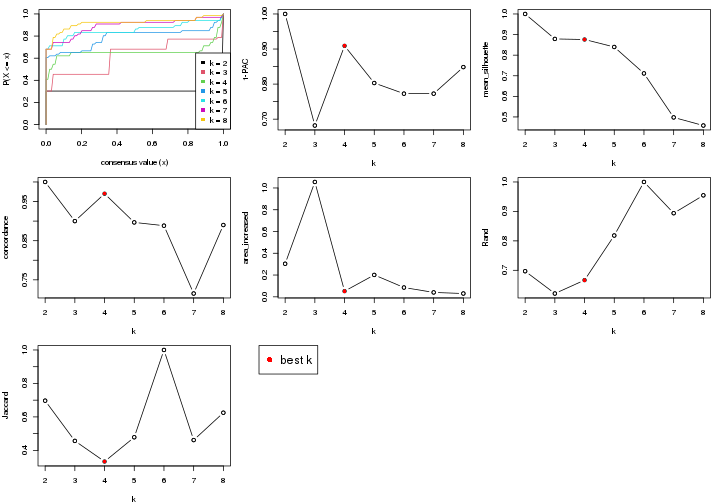 P(X <= x)
0.0 0.2 0.4 0.6 0.8 1.0
k = 2
k = 3
k = 4
k = 5
k = 6
k = 7
k = 8
0.0 0.2 0.4 0.6 0.8 1.0
consensus value (x)
1-PAC
0.70 0.80 0.90 1.00
2 3 4 5 6 7 8
k
mean_silhouette
0.5 0.6 0.7 0.8 0.9 1.0
2 3 4 5 6 7 8
k
concordance
0.75 0.85 0.95
2 3 4 5 6 7 8
k
area_increased
0.0 0.2 0.4 0.6 0.8 1.0
2 3 4 5 6 7 8
k
Rand
0.7 0.8 0.9 1.0
2 3 4 5 6 7 8
k
Jaccard
0.4 0.6 0.8 1.0
2 3 4 5 6 7 8
k
best k